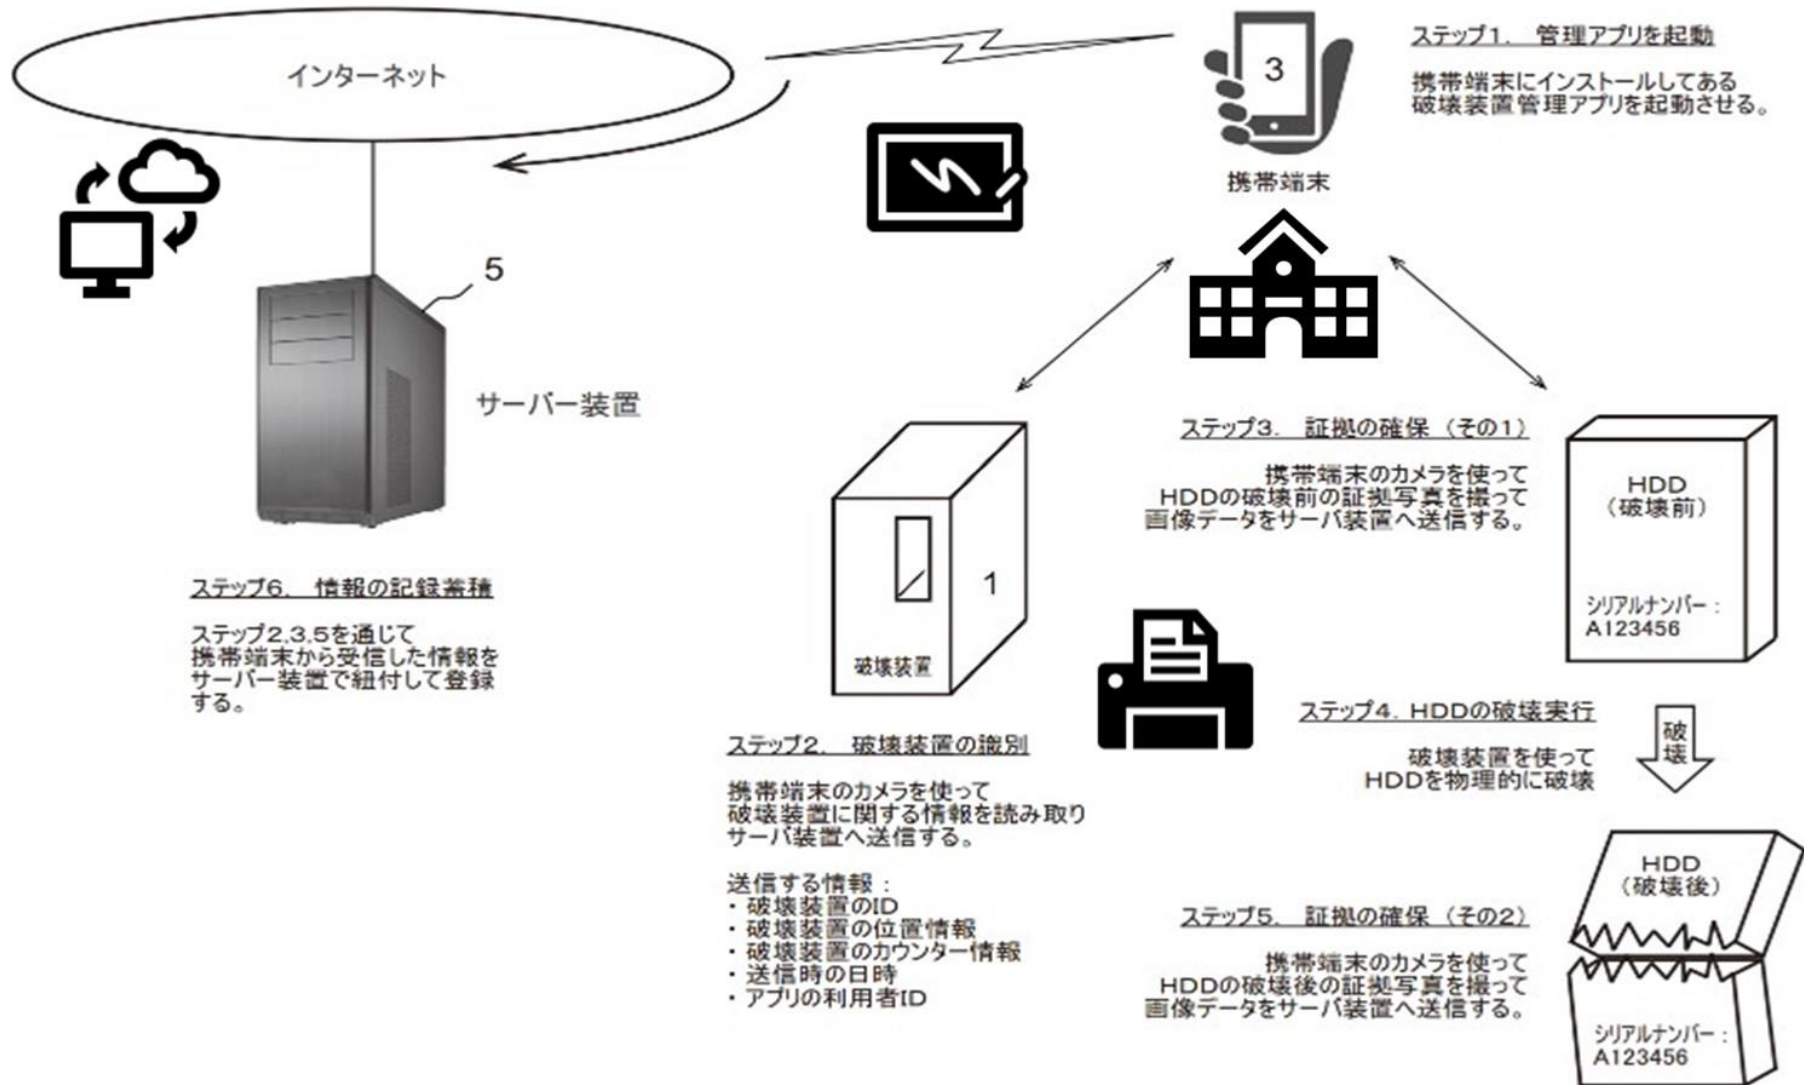 インターネット
3
携帯端末
ステップ1. 管理アプリを起動
携帯端末にインストールしてある
破壊装置管理アプリを起動させる。
5
サーバー装置
ステップ6. 情報の記録蓄積
ステップ2,3,5を通じて
携帯端末から受信した情報を
サーバー装置で紐付して登録
する。
1
破壊装置
ステップ2. 破壊装置の識別
携帯端末のカメラを使って
破壊装置に関する情報を読み取り
サーバ装置へ送信する。
送信する情報：
・破壊装置のID
・破壊装置の位置情報
・破壊装置のカウンター情報
・送信時の日時
・アプリの利用者ID
ステップ3. 証拠の確保（その1）
携帯端末のカメラを使って
HDDの破壊前の証拠写真を撮って
画像データをサーバ装置へ送信する。
HDD
（破壊前）
シリアルナンバー：
A123456
ステップ4. HDDの破壊実行
破壊装置を使って
HDDを物理的に破壊
破
壊
ステップ5. 証拠の確保（その2）
携帯端末のカメラを使って
HDDの破壊後の証拠写真を撮って
画像データをサーバ装置へ送信する。
HDD
（破壊後）
シリアルナンバー：
A123456